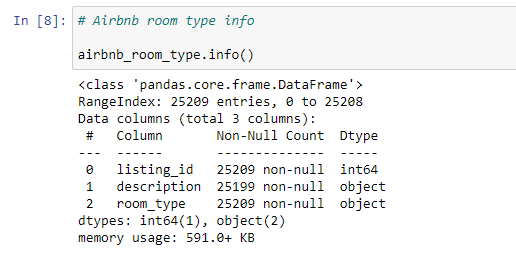 In [8]: # Airbnb room type info
airbnb_room_type.info()
<class 'pandas.core.frame.DataFrame'>
RangeIndex: 25209 entries, 0 to 25208
Data columns (total 3 columns):
 #   Column       Non-Null Count  Dtype
---  ------       --------------  -----
 0   listing_id   25209 non-null  int64
 1   description  25199 non-null  object
 2   room_type    25209 non-null  object
dtypes: int64(1), object(2)
memory usage: 591.0+ KB